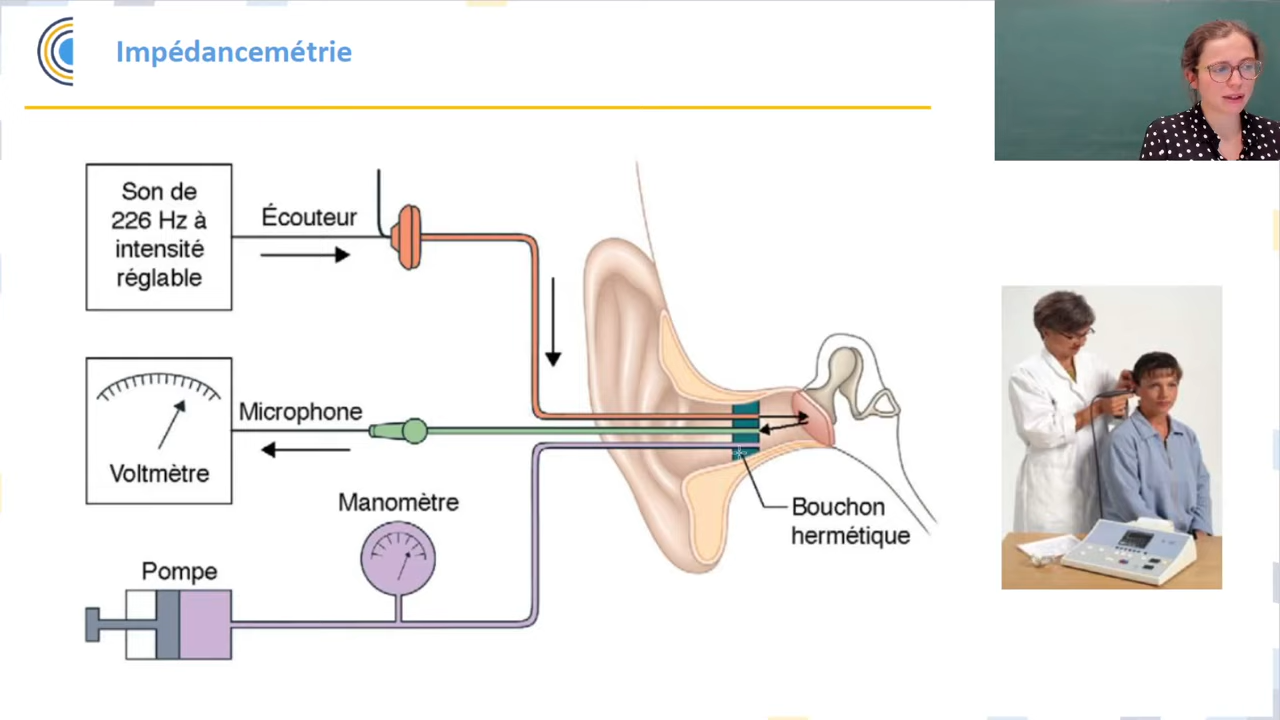 Impédancemétrie
Son de
226 Hz à
intensité
réglable
Écouteur
Microphone
Voltmètre
Manomètre
Pompe
Bouchon
hermétique